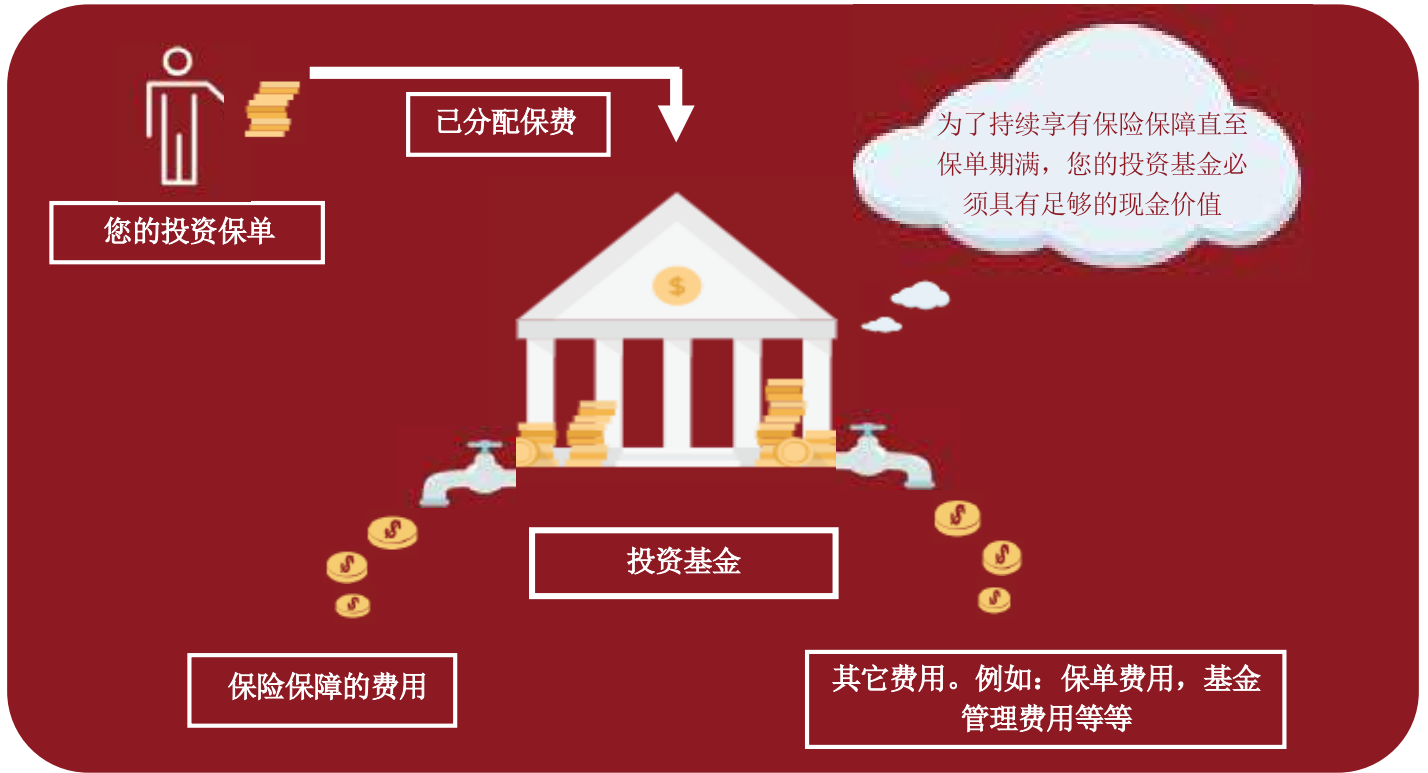 已分配保费
为了持续享有保险保障直至
保单期满，您的投资基金必
须具有足够的现金价值
您的投资保单
$
投资基金
保险保障的费用
其它费用。例如：保单费用，基金
管理费用等等